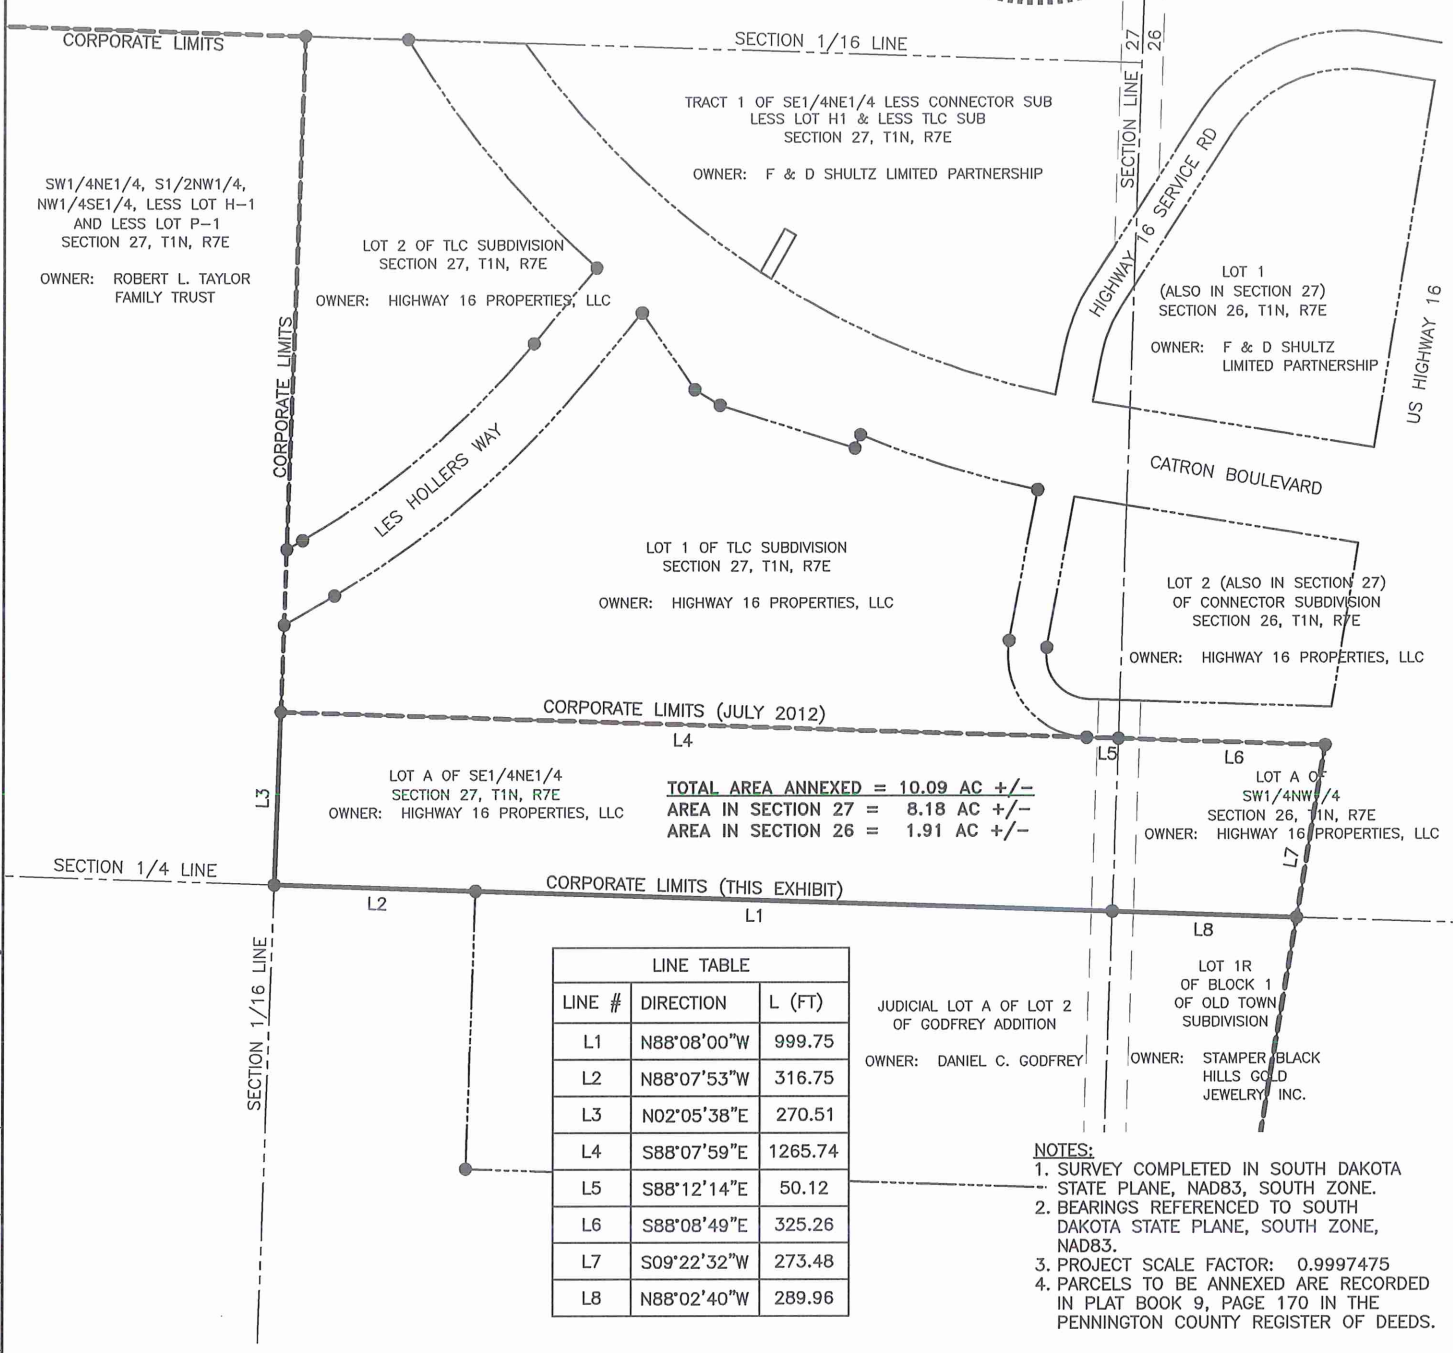 CORPORATE LIMITS
SECTION 1/16 LINE
27
26
SECTION LINE
TRACT 1 OF SE1/4NE1/4 LESS CONNECTOR SUB
LESS LOT H1 & LESS TLC SUB
SECTION 27, T1N, R7E
OWNER: F & D SHULTZ LIMITED PARTNERSHIP
HIGHWAY 16 SERVICE RD
SW1/4NE1/4, S1/2NW1/4,
NW1/4SE1/4, LESS LOT H-1
AND LESS LOT P-1
SECTION 27, T1N, R7E
OWNER: ROBERT L. TAYLOR
FAMILY TRUST
LOT 2 OF TLC SUBDIVISION
SECTION 27, T1N, R7E
OWNER: HIGHWAY 16 PROPERTIES, LLC
LOT 1
(ALSO IN SECTION 27)
SECTION 26, T1N, R7E
OWNER: F & D SHULTZ
LIMITED PARTNERSHIP
US HIGHWAY 16
CORPORATE LIMITS
LES HOLLERS WAY
CATRON BOULEVARD
LOT 1 OF TLC SUBDIVISION
SECTION 27, T1N, R7E
OWNER: HIGHWAY 16 PROPERTIES, LLC
LOT 2 (ALSO IN SECTION 27)
OF CONNECTOR SUBDIVISION
SECTION 26, T1N, R7E
OWNER: HIGHWAY 16 PROPERTIES, LLC
CORPORATE LIMITS (JULY 2012)
L4
L5
L6
L3
LOT A OF SE1/4NE1/4
SECTION 27, T1N, R7E
OWNER: HIGHWAY 16 PROPERTIES, LLC
TOTAL AREA ANNEXED = 10.09 AC +/-
AREA IN SECTION 27 = 8.18 AC +/-
AREA IN SECTION 26 = 1.91 AC +/-
LOT A OF
SW1/4NW1/4
SECTION 26, T1N, R7E
OWNER: HIGHWAY 16 PROPERTIES, LLC
L7
SECTION 1/4 LINE
CORPORATE LIMITS (THIS EXHIBIT)
L2
L1
L8
SECTION 1/16 LINE
LINE TABLE
LINE # DIRECTION L (FT)
L1 N88°08'00"W 999.75
L2 N88°07'53"W 316.75
L3 N02°05'38"E 270.51
L4 S88°07'59"E 1265.74
L5 S88°12'14"E 50.12
L6 S88°08'49"E 325.26
L7 S09°22'32"W 273.48
L8 N88°02'40"W 289.96
JUDICIAL LOT A OF LOT 2
OF GODFREY ADDITION
OWNER: DANIEL C. GODFREY
LOT 1R
OF BLOCK 1
OF OLD TOWN
SUBDIVISION
OWNER: STAMPER BLACK
HILLS GOLD
JEWELRY INC.
NOTES:
1. SURVEY COMPLETED IN SOUTH DAKOTA
STATE PLANE, NAD83, SOUTH ZONE.
2. BEARINGS REFERENCED TO SOUTH
DAKOTA STATE PLANE, SOUTH ZONE,
NAD83.
3. PROJECT SCALE FACTOR: 0.9997475
4. PARCELS TO BE ANNEXED ARE RECORDED
IN PLAT BOOK 9, PAGE 170 IN THE
PENNINGTON COUNTY REGISTER OF DEEDS.